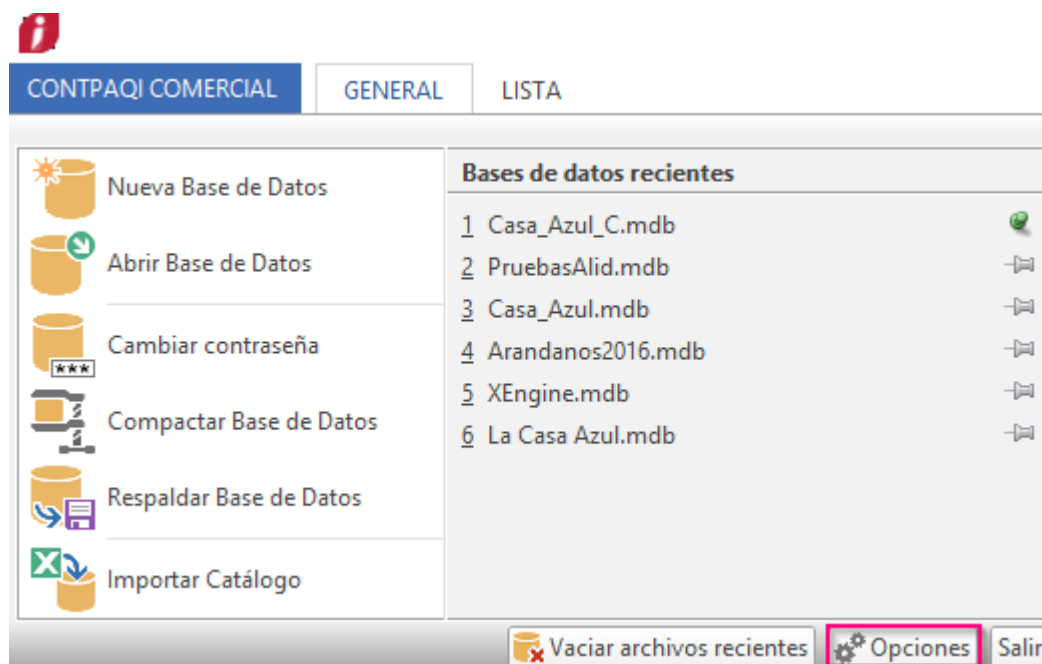 CONTPAQI COMERCIAL GENERAL LISTA
Nueva Base de Datos
Abrir Base de Datos
Cambiar contraseña
***
Compactar Base de Datos
Respaldar Base de Datos
Importar Catálogo
Bases de datos recientes
1 Casa_Azul_C.mdb
2 PruebasAlid.mdb
3 Casa_Azul.mdb
4 Arandanos2016.mdb
5 XEngine.mdb
6 La Casa Azul.mdb
Vaciar archivos recientes Opciones Salir